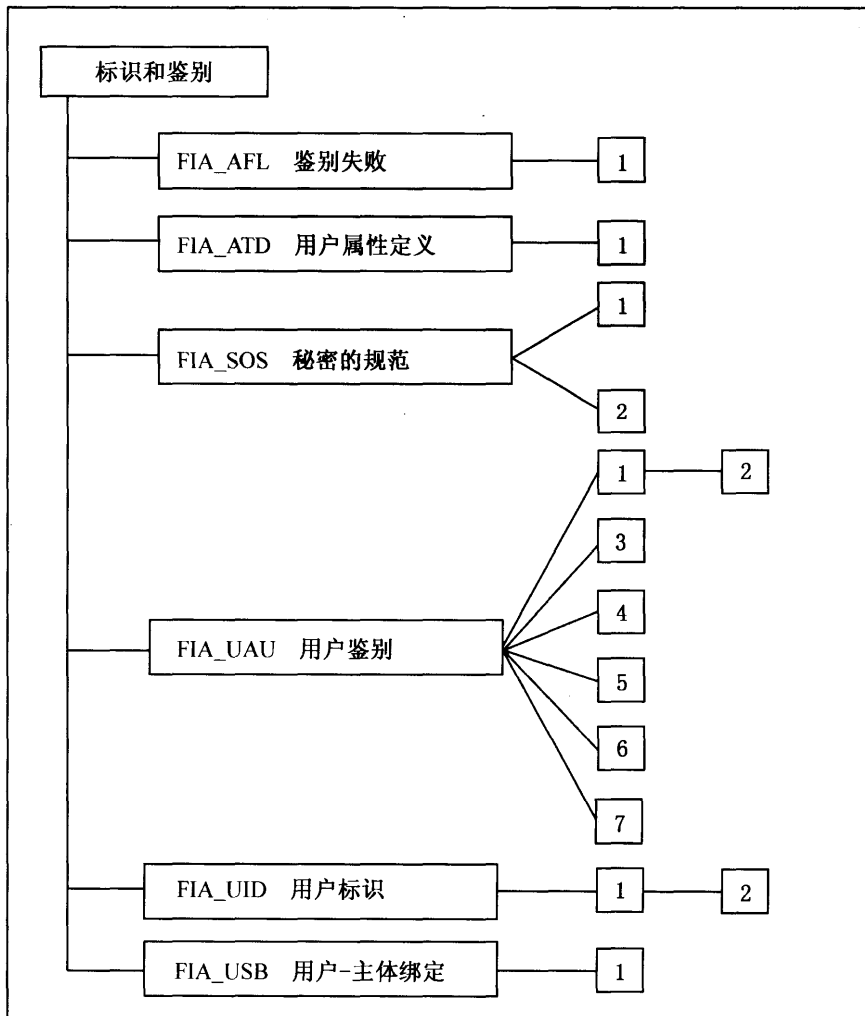 标识和鉴别
FIA_AFL 鉴别失败 1
FIA_ATD 用户属性定义 1
1
FIA_SOS 秘密的规范
2
1 2
3
4
FIA_UAU 用户鉴别
5
6
7
FIA_UID 用户标识 1 2
FIA_USB 用户-主体绑定 1